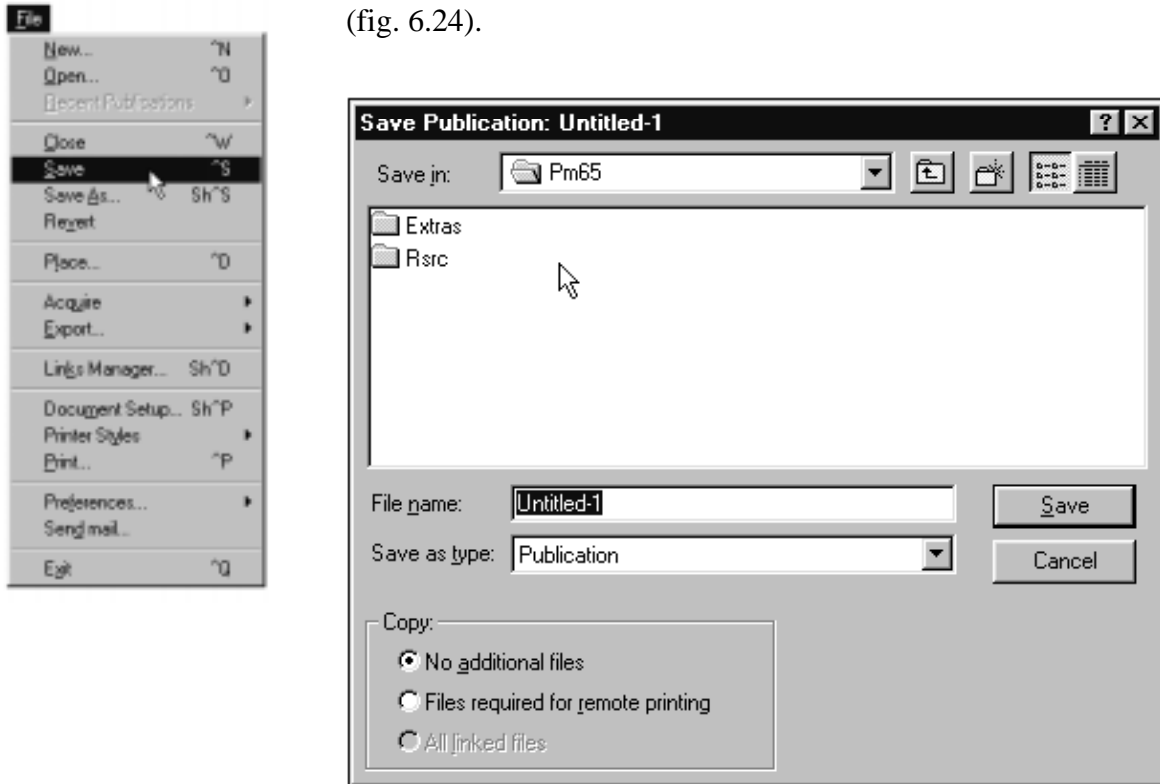 File
New... ^N
Open... ^O
Recent Publications
Close ^W
Save ^S
Save As... Sh^S
Revert
Place... ^D
Acquire
Export...
Links Manager... Sh^D
Document Setup... Sh^P
Printer Styles
Print... ^P
Preferences...
Send mail...
Exit ^Q
(fig. 6.24).
Save Publication: Untitled-1
Save in: Pm65
Extras
Rsrc
File name: Untitled-1 Save
Save as type: Publication Cancel
Copy:
No additional files
Files required for remote printing
All linked files